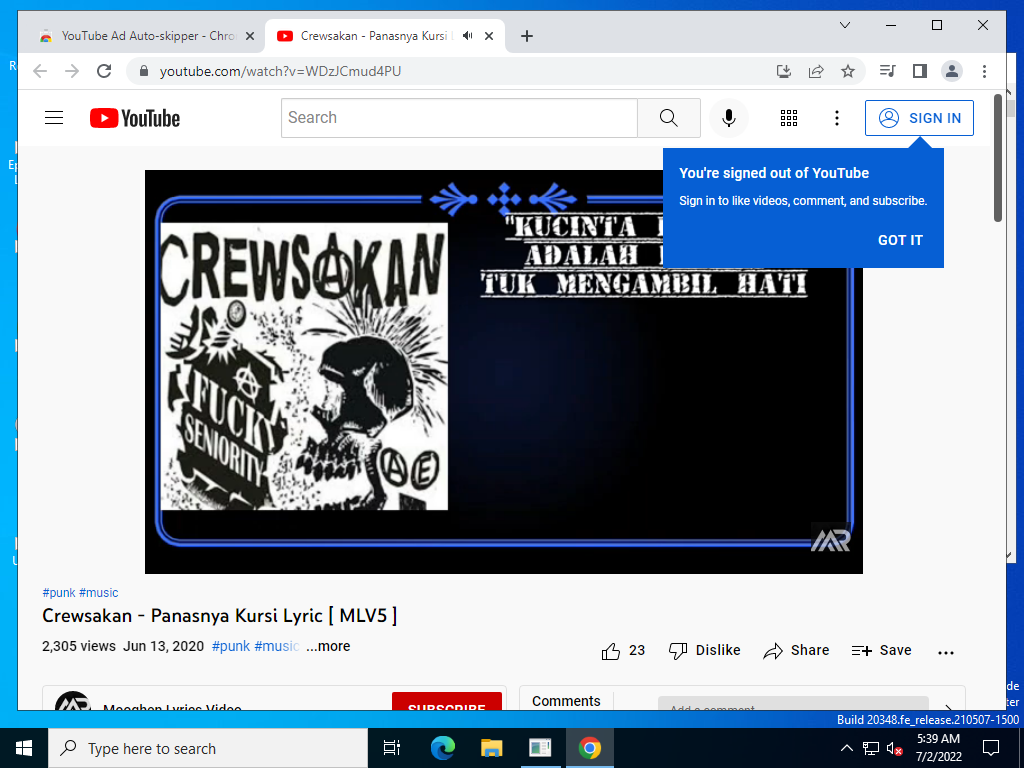 YouTube Ad Auto-skipper - Chro
Crewsakan - Panasnya Kursi
youtube.com/watch?v=WDzJCmud4PU
YouTube
Search
SIGN IN
You're signed out of YouTube
Sign in to like videos, comment, and subscribe.
GOT IT
"KUCINTA
ADALAH
TUK MENGAMBIL HATI
CREWSAKAN
IS
FUCK
SENIORITY
AE
MR
#punk #music
Crewsakan - Panasnya Kursi Lyric [ MLV5 ]
2,305 views Jun 13, 2020 #punk #music ...more
23 Dislike Share Save
Mooghen Lyrics Video
SUBSCRIBE
Comments
Add a comment...
Build 20348.fe_release.210507-1500
Type here to search
5:39 AM
7/2/2022